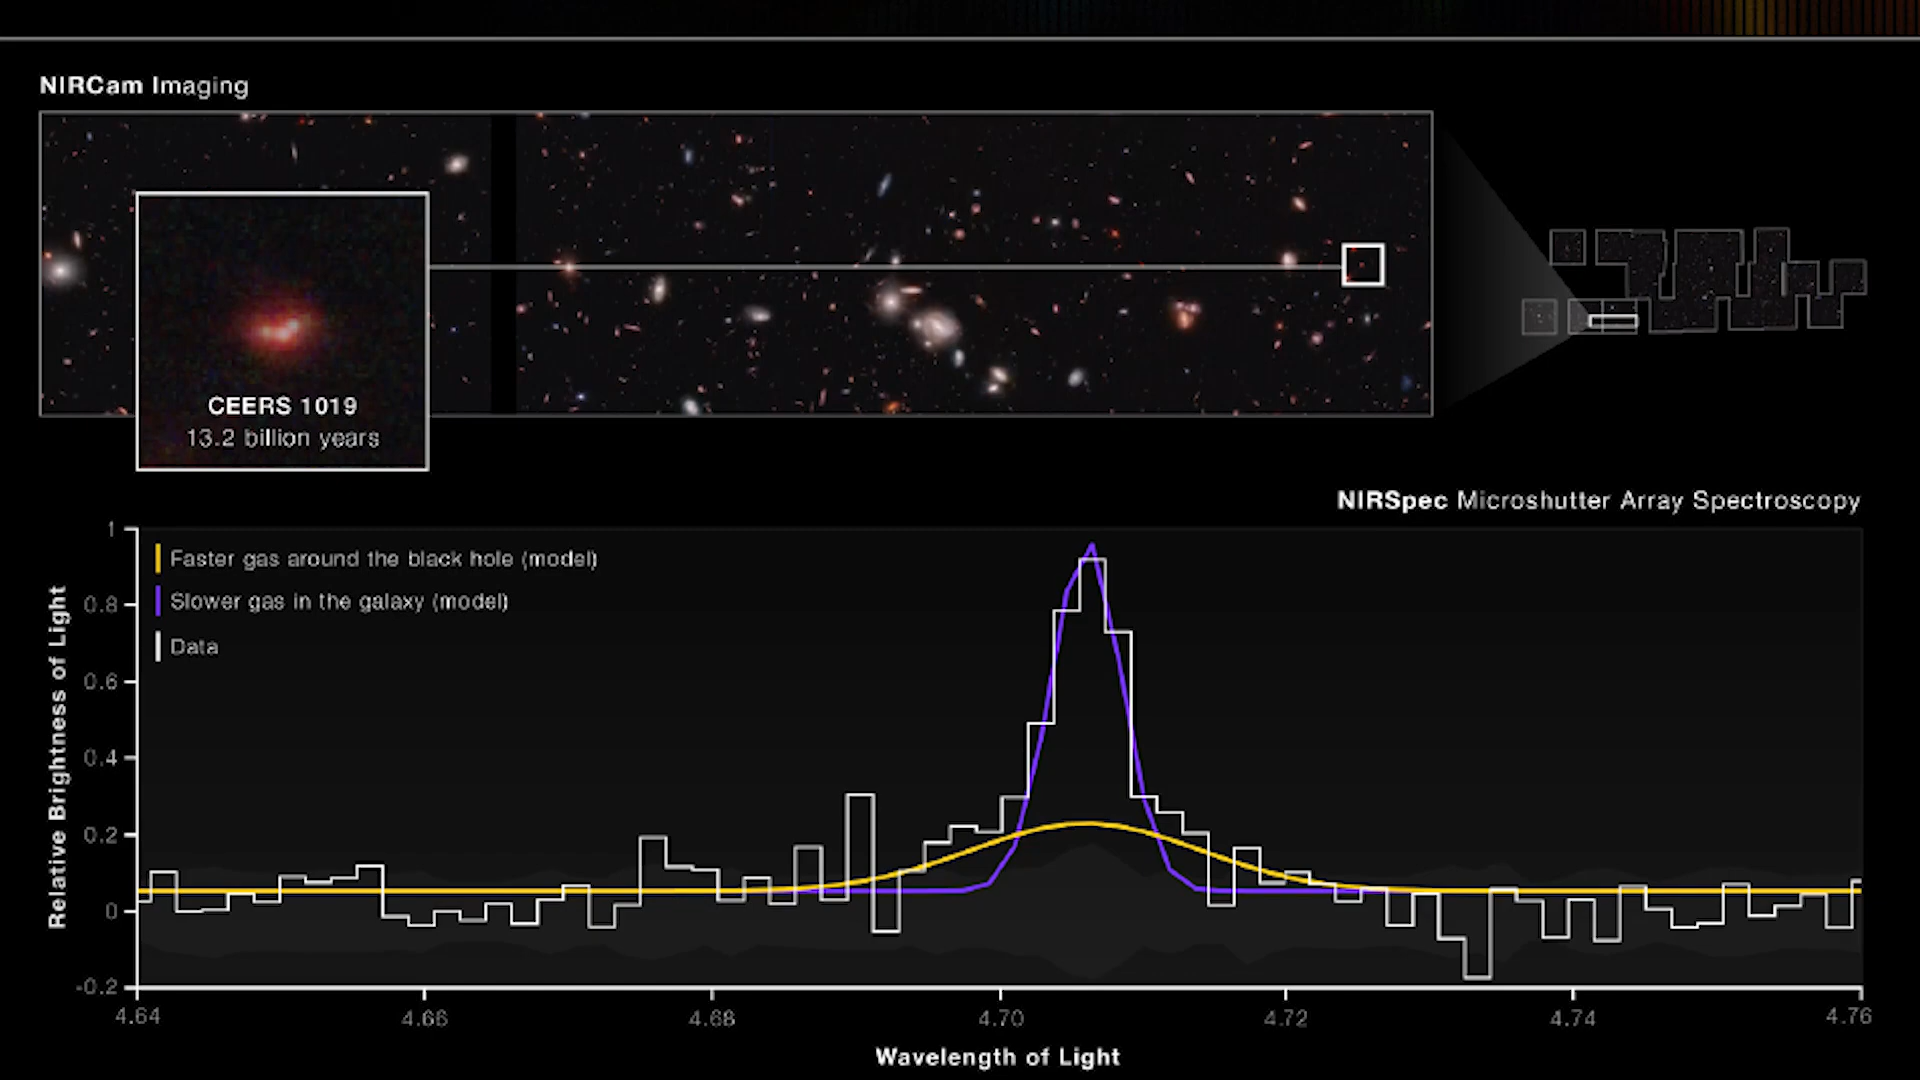 NIRCam Imaging
CEERS 1019
13.2 billion years
NIRSpec Microshutter Array Spectroscopy
Relative Brightness of Light
1
0.8
0.6
0.4
0.2
0
-0.2
Faster gas around the black hole (model)
Slower gas in the galaxy (model)
Data
4.64 4.66 4.68 4.70 4.72 4.74 4.76
Wavelength of Light